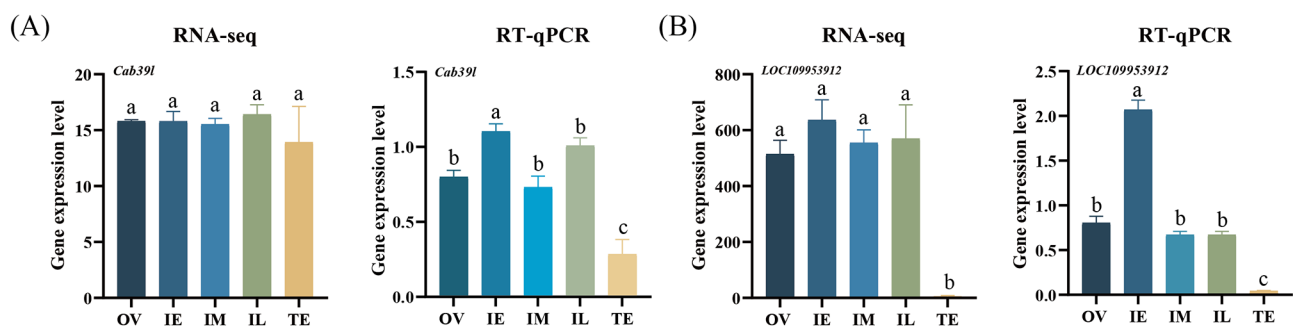 (A)
RNA-seq
Cab39l
Gene expression level
20
15
10
5
0
a a a a a
OV IE IM IL TE
RT-qPCR
Cab39l
Gene expression level
1.5
1.0
0.5
0.0
b a b b c
OV IE IM IL TE
(B)
RNA-seq
LOC109953912
Gene expression level
800
600
400
200
0
a a a a b
OV IE IM IL TE
RT-qPCR
LOC109953912
Gene expression level
2.5
2.0
1.5
1.0
0.5
0.0
b a b b c
OV IE IM IL TE